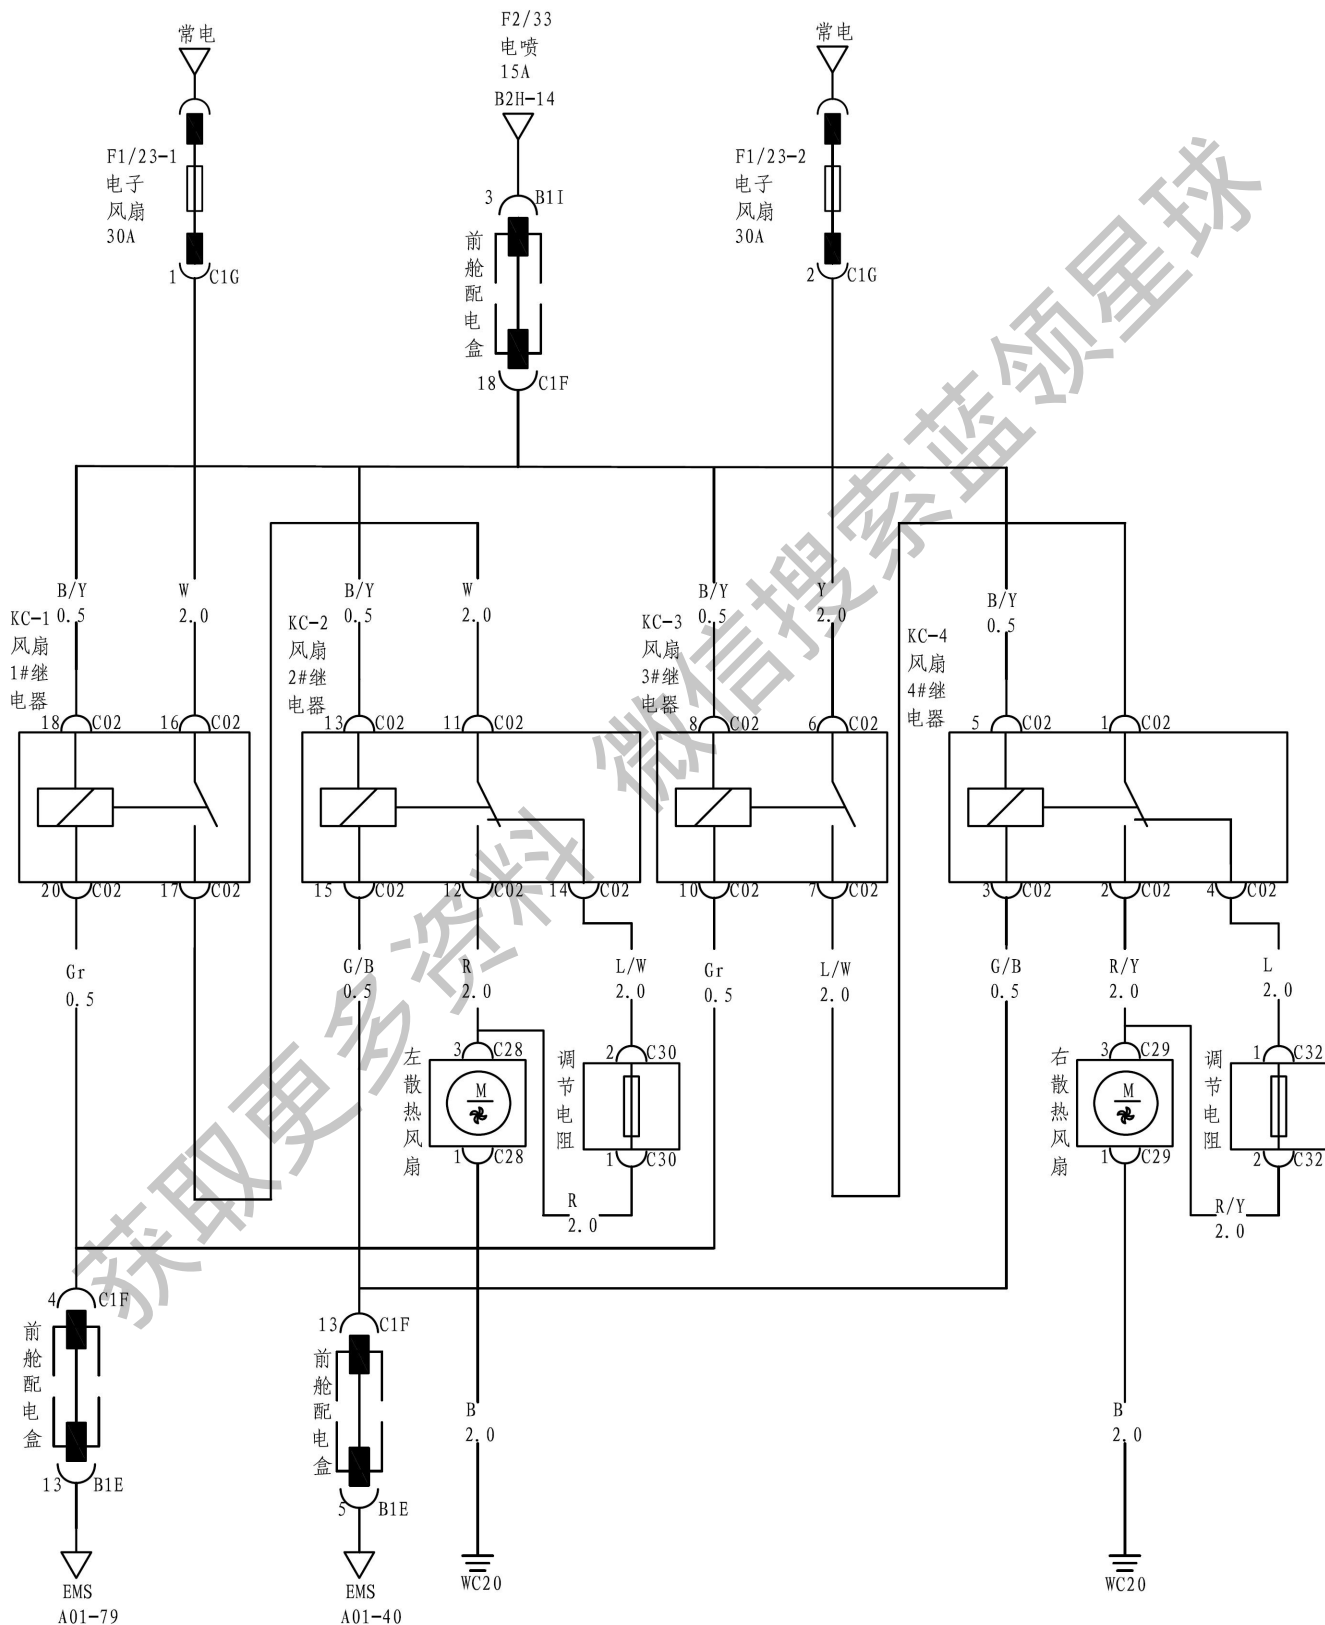 常电
F2/33
电喷
15A
B2H-14
常电
F1/23-1
电子
风扇
30A
1 C1G
3 B1I
前舱配电盒
18 C1F
F1/23-2
电子
风扇
30A
2 C1G
B/Y
0.5
W
2.0
B/Y
0.5
W
2.0
B/Y
0.5
Y
2.0
B/Y
0.5
KC-1
风扇
1#继
电器
KC-2
风扇
2#继
电器
KC-3
风扇
3#继
电器
KC-4
风扇
4#继
电器
18 C02 16 C02 13 C02 11 C02 8 C02 6 C02 5 C02 1 C02
20 C02 17 C02 15 C02 12 C02 14 C02 10 C02 7 C02 3 C02 2 C02 4 C02
Gr
0.5
G/B
0.5
R
2.0
L/W
2.0
Gr
0.5
L/W
2.0
G/B
0.5
R/Y
2.0
L
2.0
左散热风扇
3 C28
M
1 C28
调节电阻
2 C30
1 C30
右散热风扇
3 C29
M
1 C29
调节电阻
1 C32
2 C32
R
2.0
R/Y
2.0
4 C1F
前舱配电盒
13 B1E
13 C1F
前舱配电盒
5 B1E
B
2.0
B
2.0
EMS
A01-79
EMS
A01-40
WC20
WC20
获取更多资料 微信搜索蓝领星球